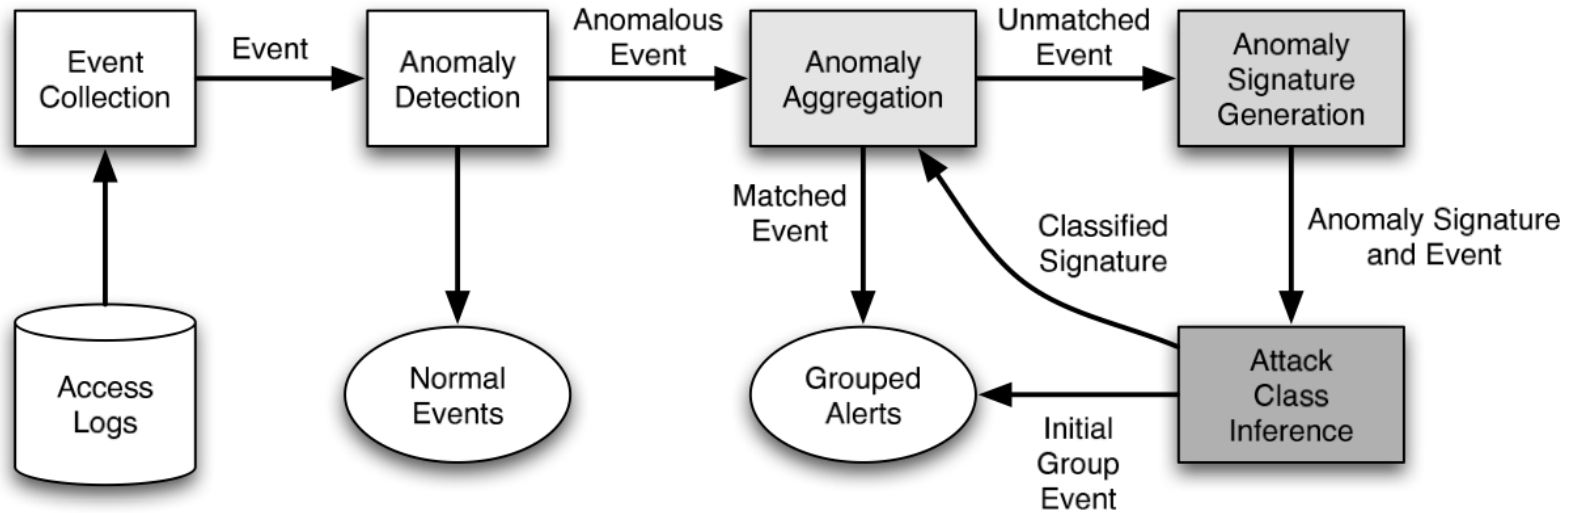 Event
Collection
Event
Anomaly
Detection
Anomalous
Event
Anomaly
Aggregation
Unmatched
Event
Anomaly
Signature
Generation
Matched
Event
Classified
Signature
Anomaly Signature
and Event
Access
Logs
Normal
Events
Grouped
Alerts
Initial
Group
Event
Attack
Class
Inference